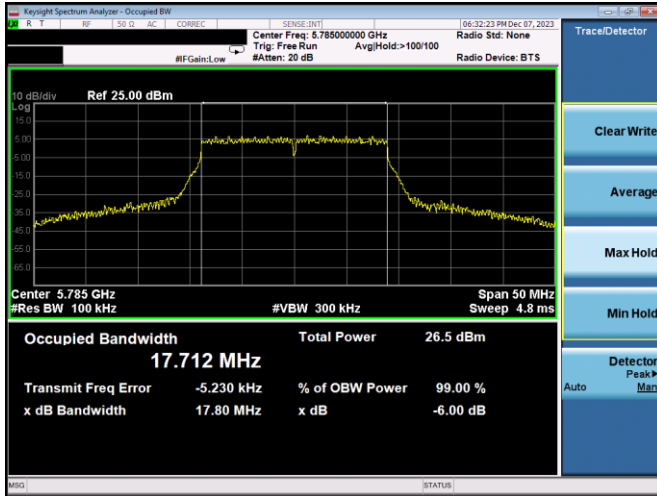 Keysight Spectrum Analyzer - Occupied BW
R T RF 50 Ω AC CORREC SENSE:INT 06:32:23 PM Dec 07, 2023
Center Freq: 5.785000000 GHz Radio Std: None
Trig: Free Run Avg|Hold:>100/100
#IFGain:Low #Atten: 20 dB Radio Device: BTS
Trace/Detector
10 dB/div Ref 25.00 dBm
Log
15.0
5.00
-5.00
-15.0
-25.0
-35.0
-45.0
-55.0
-65.0
Center 5.785 GHz Span 50 MHz
#Res BW 100 kHz #VBW 300 kHz Sweep 4.8 ms
Occupied Bandwidth Total Power 26.5 dBm
17.712 MHz
Transmit Freq Error -5.230 kHz % of OBW Power 99.00 %
x dB Bandwidth 17.80 MHz x dB -6.00 dB
Clear Write
Average
Max Hold
Min Hold
Detector
Peak
Auto Man
MSG STATUS